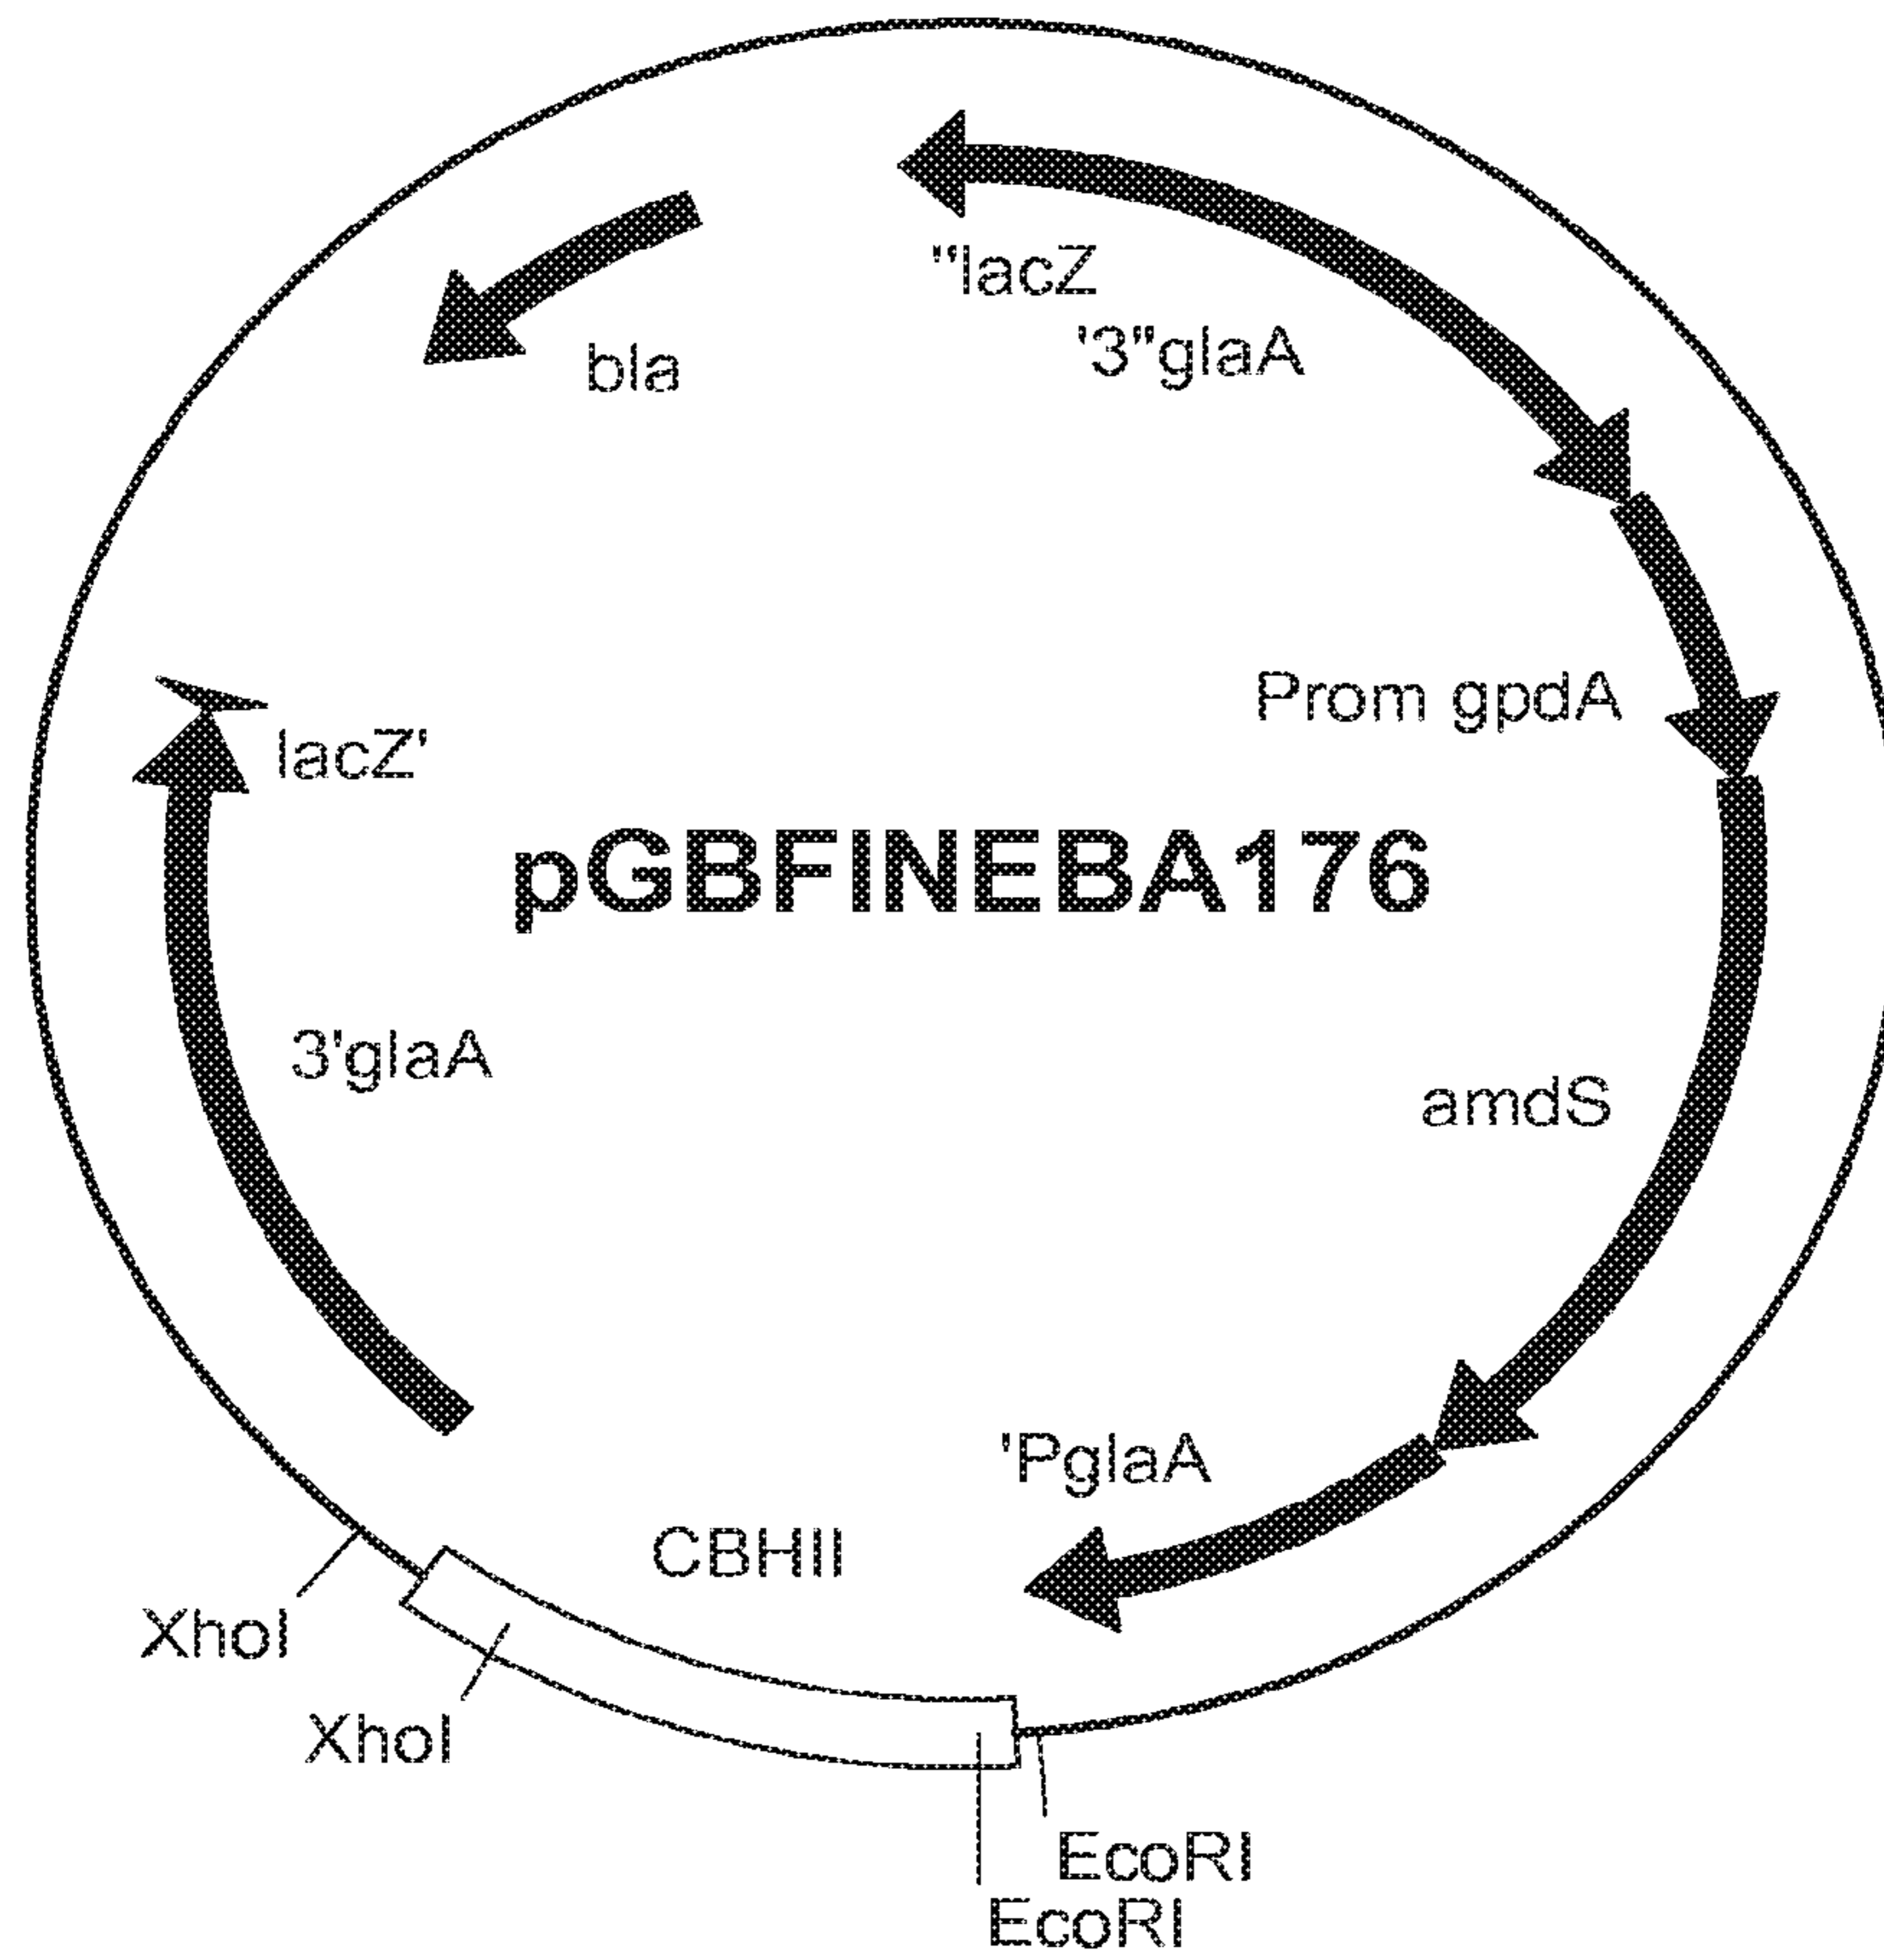 "lacZ
'3"glaA
bla
Prom gpdA
lacZ'
pGBFINEBA176
3'glaA
amdS
'PglaA
CBHII
XhoI
XhoI
EcoRI
EcoRI